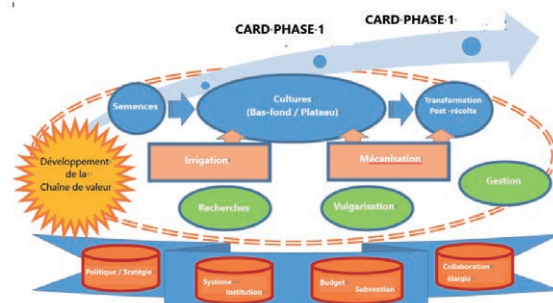 CARD·PHASE·1
CARD·PHASE·1
Semences
Cultures
(Bas-fond / Plateau)
Transformation
Post -récolte
Développement
de la
Chaîne de valeur
Irrigation
Mécanisation
Gestion
Recherches
Vulgarisation
Politique / Stratégie
Système
institution
Budget
Subvention
Collaboration
élargie